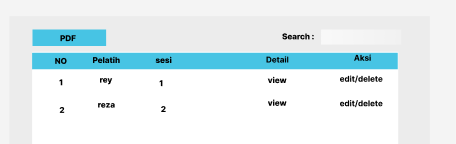 PDF Search :
NO Pelatih sesi Detail Aksi
1 rey 1 view edit/delete
2 reza 2 view edit/delete